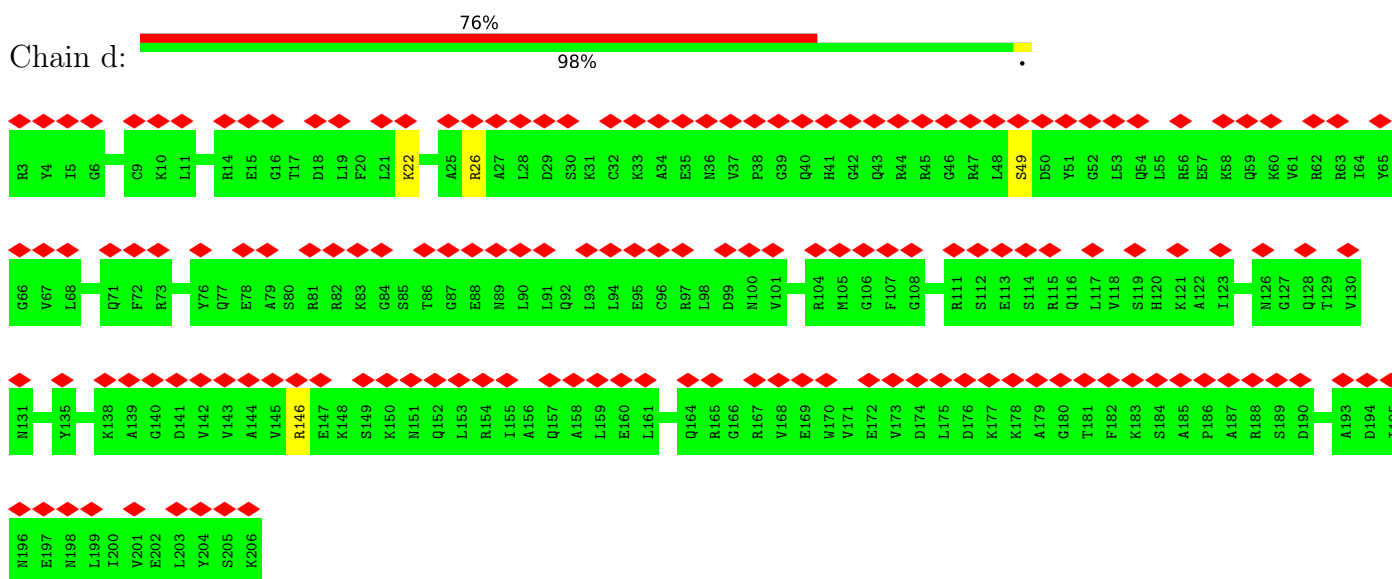 76%
Chain d:
98%
•
R3 Y4 I5 G6 C9 K10 L11 R14 E15 G16 T17 D18 L19 F20 L21 K22 A25 R26 A27 L28 D29 S30 K31 C32 K33 A34 E35 N36 V37 P38 G39 Q40 H41 G42 Q43 R44 R45 G46 R47 L48 S49 D50 Y51 G52 L53 Q54 L55 R56 E57 K58 Q59 K60 V61 R62 R63 I64 Y65
G66 V67 L68 Q71 F72 R73 Y76 Q77 E78 A79 S80 R81 R82 K83 G84 S85 T86 G87 E88 N89 L90 L91 Q92 L93 L94 E95 C96 R97 L98 D99 N100 V101 R104 M105 G106 F107 G108 R111 S112 E113 S114 R115 Q116 L117 V118 S119 H120 K121 A122 I123 N126 G127 Q128 T129 V130
N131 Y135 K138 A139 G140 D141 V142 V143 A144 V145 R146 E147 K148 S149 K150 N151 Q152 L153 R154 I155 A156 Q157 A158 L159 E160 L161 Q164 R165 G166 R167 V168 E169 W170 V171 E172 V173 D174 L175 D176 K177 K178 A179 G180 T181 F182 K183 S184 A185 P186 A187 R188 S189 D190 A193 D194 I195
N196 E197 N198 L199 I200 V201 E202 L203 Y204 S205 K206